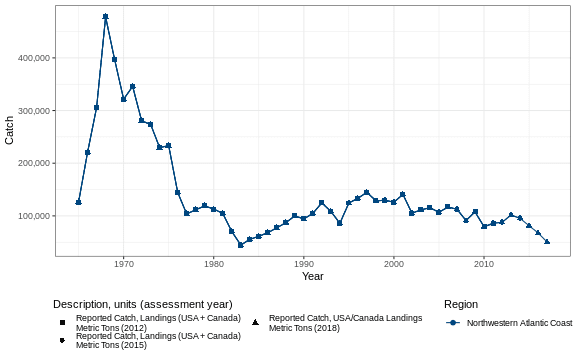 Catch
400,000
300,000
200,000
100,000
1970 1980 1990 2000 2010
Year
Description, units (assessment year)
Reported Catch, Landings (USA + Canada)
Metric Tons (2012)
Reported Catch, Landings (USA + Canada)
Metric Tons (2015)
Reported Catch, USA/Canada Landings
Metric Tons (2018)
Region
Northwestern Atlantic Coast